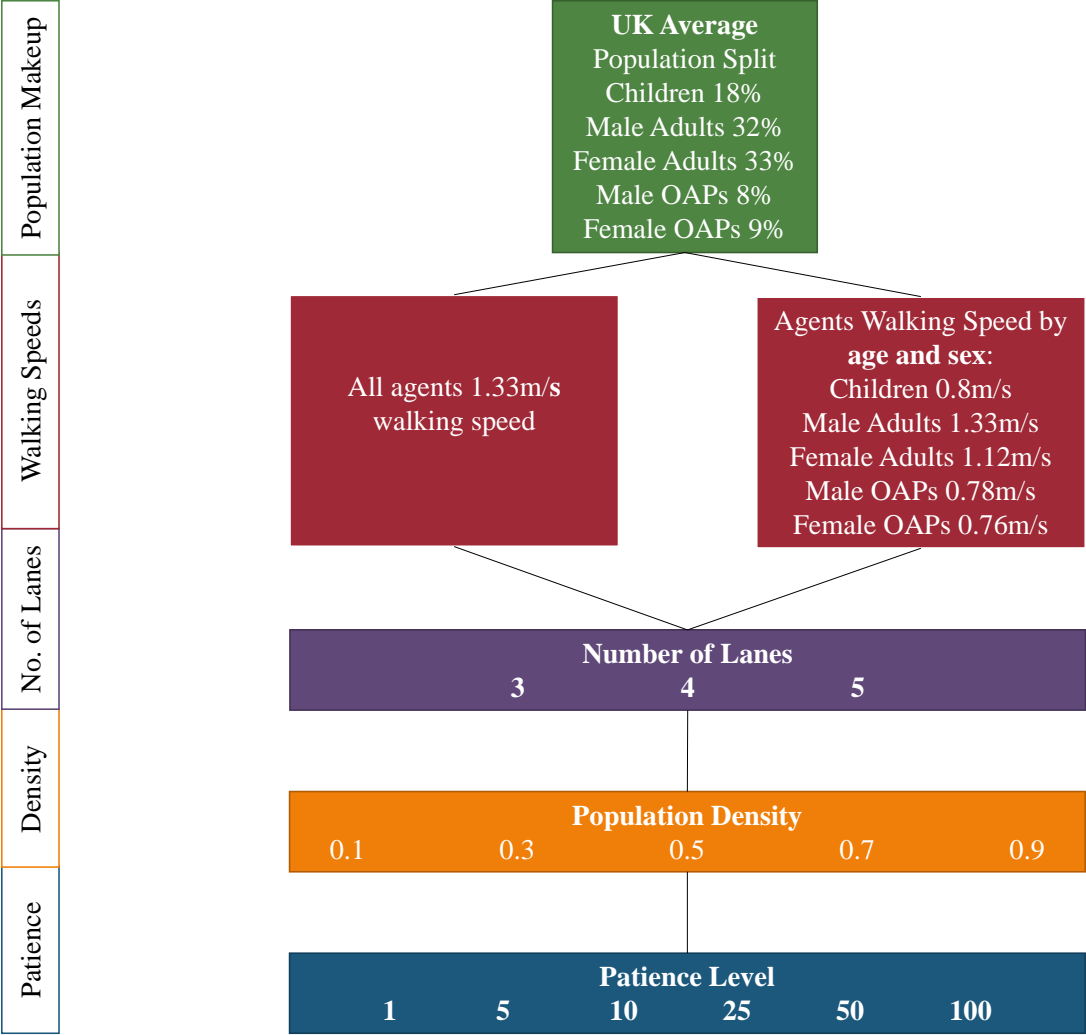 Population Makeup
UK Average
Population Split
Children 18%
Male Adults 32%
Female Adults 33%
Male OAPs 8%
Female OAPs 9%
Walking Speeds
All agents 1.33m/s
walking speed
Agents Walking Speed by
age and sex:
Children 0.8m/s
Male Adults 1.33m/s
Female Adults 1.12m/s
Male OAPs 0.78m/s
Female OAPs 0.76m/s
No. of Lanes
Number of Lanes
3 4 5
Density
Population Density
0.1 0.3 0.5 0.7 0.9
Patience
Patience Level
1 5 10 25 50 100